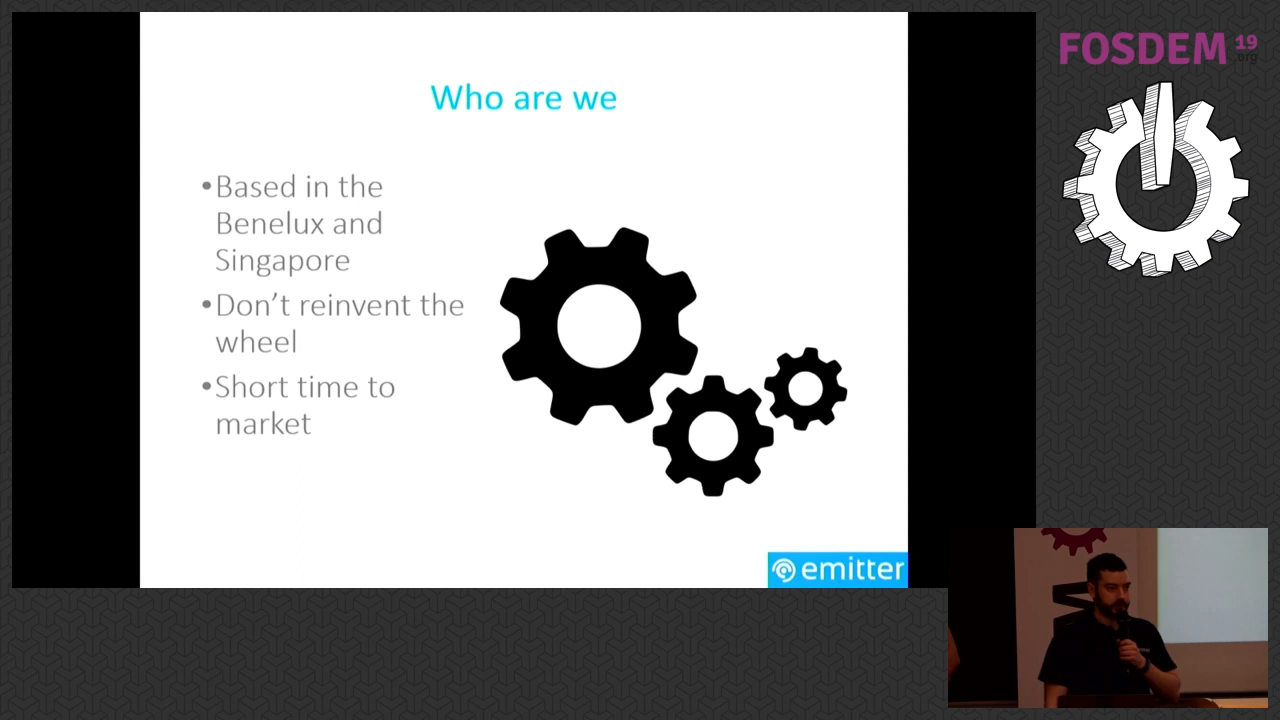 FOSDEM 19
.org
Who are we
•Based in the
Benelux and
Singapore
•Don’t reinvent the
wheel
•Short time to
market
emitter